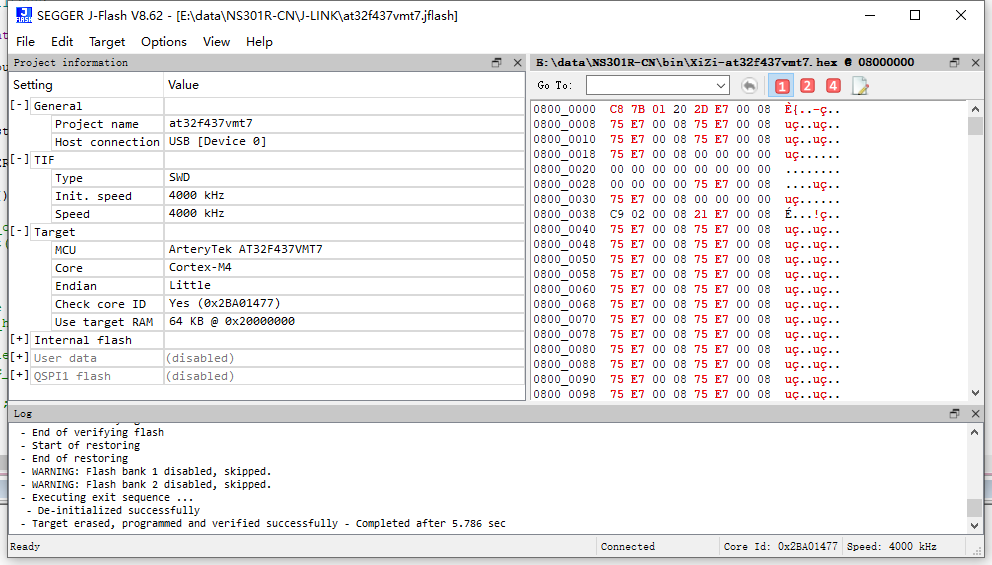 SEGGER J-Flash V8.62 - [E:\data\NS301R-CN\J-LINK\at32f437vmt7.jflash]
File Edit Target Options View Help
Project information
Setting Value
[-] General
Project name at32f437vmt7
Host connection USB [Device 0]
[-] TIF
Type SWD
Init. speed 4000 kHz
Speed 4000 kHz
[-] Target
MCU ArteryTek AT32F437VMT7
Core Cortex-M4
Endian Little
Check core ID Yes (0x2BA01477)
Use target RAM 64 KB @ 0x20000000
[+] Internal flash
[+] User data (disabled)
[+] QSPI1 flash (disabled)
E:\data\NS301R-CN\bin\XiZi-at32f437vmt7.hex @ 08000000
Go To: 1 2 4
0800_0000 C8 7B 01 20 2D E7 00 08 È{..-ç..
0800_0008 75 E7 00 08 75 E7 00 08 uç..uç..
0800_0010 75 E7 00 08 75 E7 00 08 uç..uç..
0800_0018 75 E7 00 08 00 00 00 00 uç......
0800_0020 00 00 00 00 00 00 00 00 ........
0800_0028 00 00 00 00 75 E7 00 08 ....uç..
0800_0030 75 E7 00 08 00 00 00 00 uç......
0800_0038 C9 02 00 08 21 E7 00 08 É...!ç..
0800_0040 75 E7 00 08 75 E7 00 08 uç..uç..
0800_0048 75 E7 00 08 75 E7 00 08 uç..uç..
0800_0050 75 E7 00 08 75 E7 00 08 uç..uç..
0800_0058 75 E7 00 08 75 E7 00 08 uç..uç..
0800_0060 75 E7 00 08 75 E7 00 08 uç..uç..
0800_0068 75 E7 00 08 75 E7 00 08 uç..uç..
0800_0070 75 E7 00 08 75 E7 00 08 uç..uç..
0800_0078 75 E7 00 08 75 E7 00 08 uç..uç..
0800_0080 75 E7 00 08 75 E7 00 08 uç..uç..
0800_0088 75 E7 00 08 75 E7 00 08 uç..uç..
0800_0090 75 E7 00 08 75 E7 00 08 uç..uç..
0800_0098 75 E7 00 08 75 E7 00 08 uç..uç..
Log
- End of verifying flash
- Start of restoring
- End of restoring
- WARNING: Flash bank 1 disabled, skipped.
- WARNING: Flash bank 2 disabled, skipped.
- Executing exit sequence ...
- De-initialized successfully
- Target erased, programmed and verified successfully - Completed after 5.786 sec
Ready Connected Core Id: 0x2BA01477 Speed: 4000 kHz